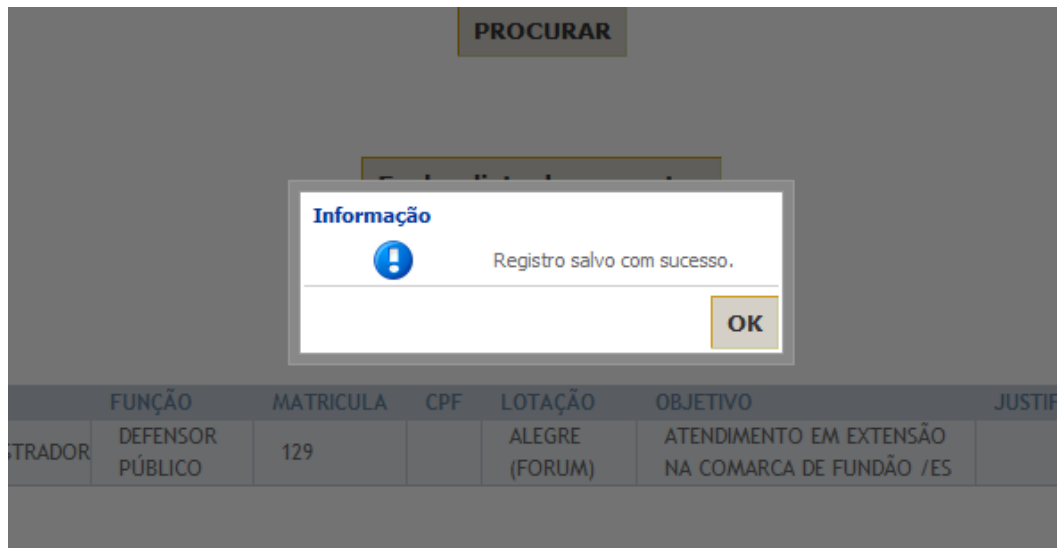 PROCURAR
Informação
Registro salvo com sucesso.
OK
FUNÇÃO MATRICULA CPF LOTAÇÃO OBJETIVO JUSTIF
STRADOR DEFENSOR PÚBLICO 129 ALEGRE (FORUM) ATENDIMENTO EM EXTENSÃO NA COMARCA DE FUNDÃO /ES